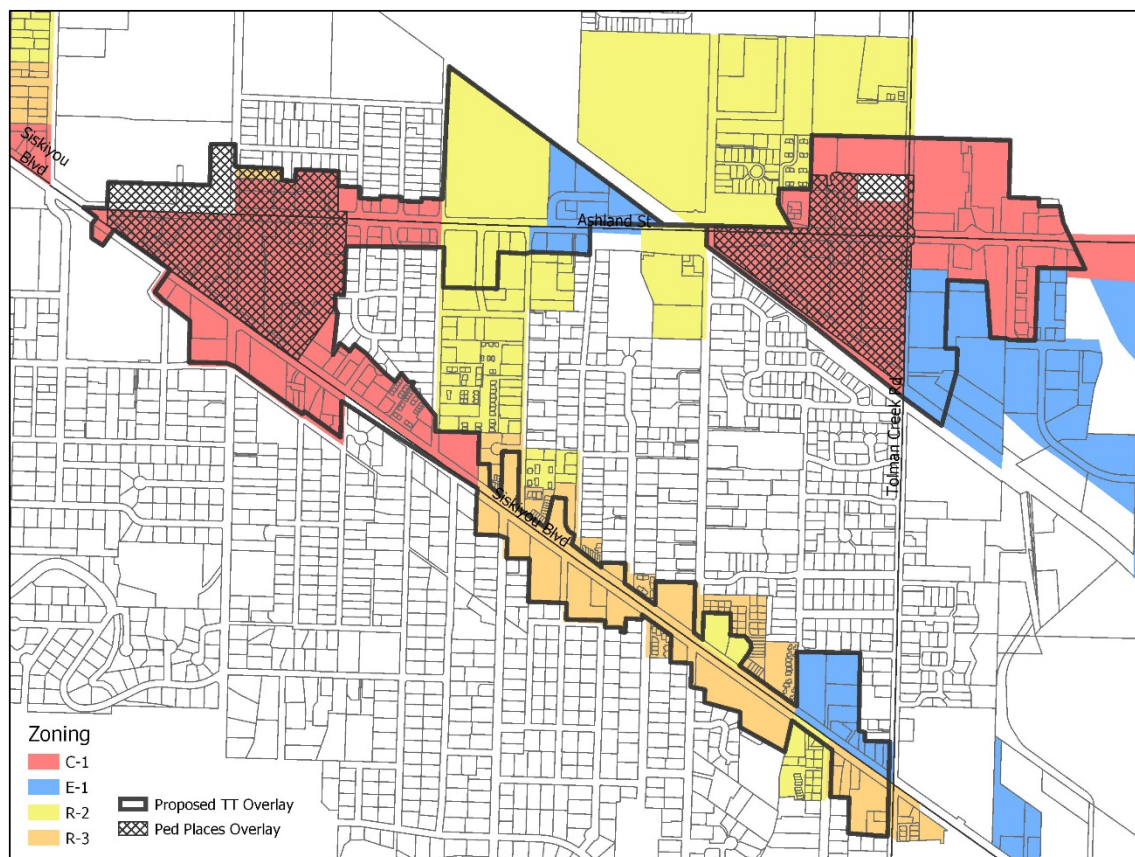 Siskiyou
Blvd
Ashland St
Tolman Creek Rd
Siskiyou Blvd
Zoning
C-1
E-1
R-2
R-3
Proposed TT Overlay
Ped Places Overlay